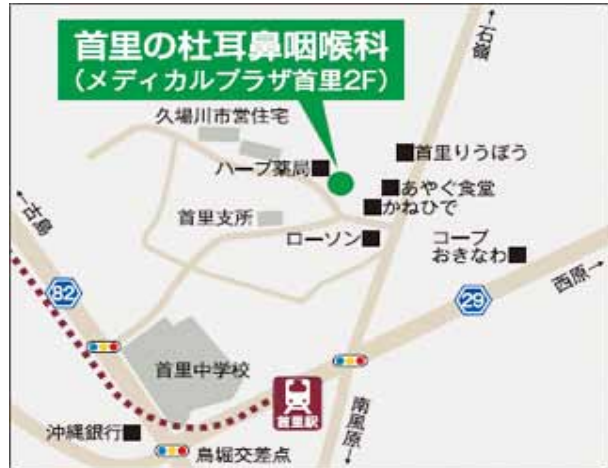 首里の杜耳鼻咽喉科
(メディカルプラザ首里2F)
←古島
→石嶺
久場川市営住宅
ハーブ薬局
首里りうぼう
あやぐ食堂
かねひで
首里支所
ローソン
コープ
おきなわ
西原→
82
29
首里中学校
首里駅
南風原→
沖縄銀行
鳥堀交差点